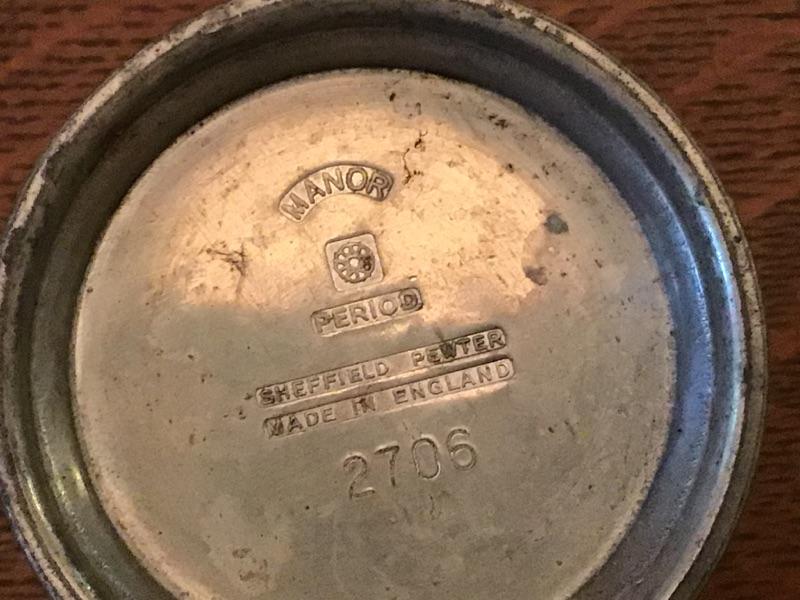 MANOR
PERIOD
SHEFFIELD PEWTER
MADE IN ENGLAND
2706